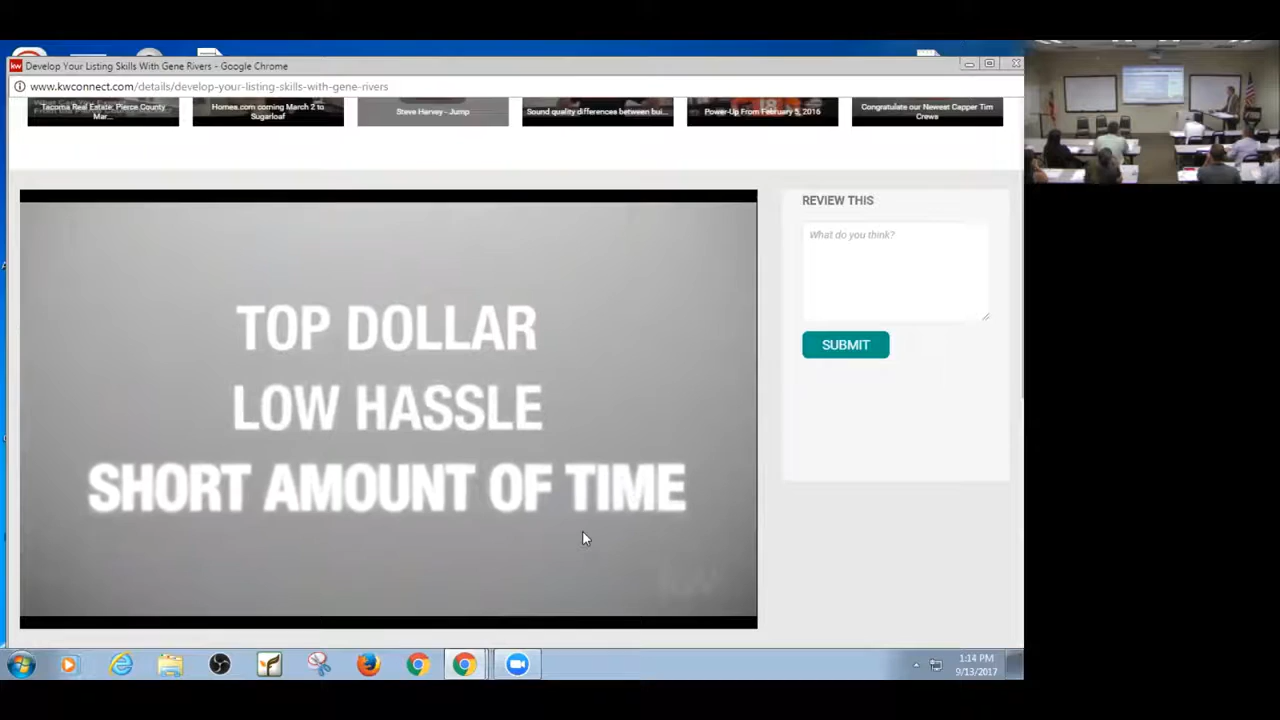 kw Develop Your Listing Skills With Gene Rivers - Google Chrome
www.kwconnect.com/details/develop-your-listing-skills-with-gene-rivers
Tacoma Real Estate: Pierce County
Mar...
Homes.com coming March 2 to
Sugarloaf
Steve Harvey - Jump
Sound quality differences between bui...
Power-Up From February 5, 2016
Congratulate our Newest Capper Tim
Crews
TOP DOLLAR
LOW HASSLE
SHORT AMOUNT OF TIME
kw
REVIEW THIS
What do you think?
SUBMIT
1:14 PM
9/13/2017